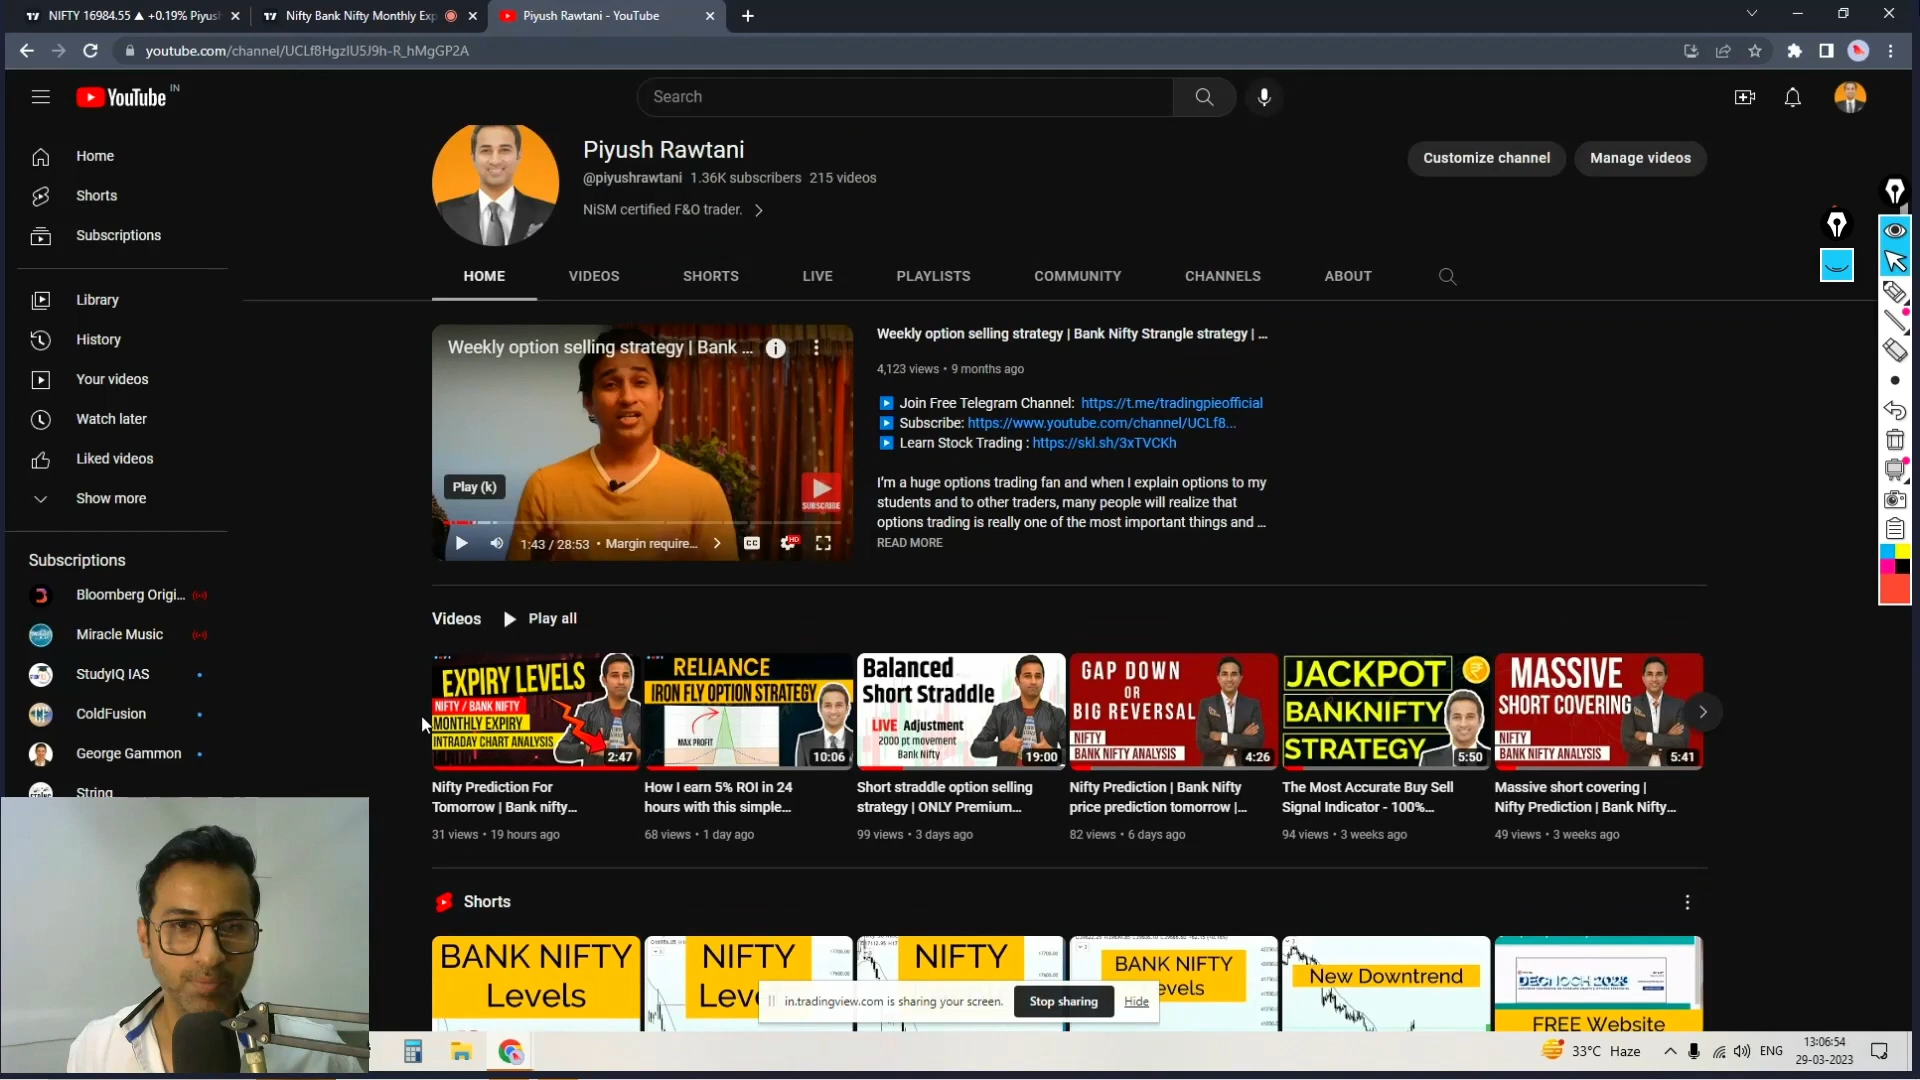 NIFTY 16984.55 ▲ +0.19% Piyus
Nifty Bank Nifty Monthly Exp
Piyush Rawtani - YouTube
youtube.com/channel/UCLf8HgzIU5J9h-R_hMgGP2A
YouTube IN
Search
Home
Shorts
Subscriptions
Library
History
Your videos
Watch later
Liked videos
Show more
Subscriptions
Bloomberg Origi...
Miracle Music
StudyIQ IAS
ColdFusion
George Gammon
String
Piyush Rawtani
@piyushrawtani 1.36K subscribers 215 videos
NiSM certified F&O trader.
Customize channel
Manage videos
HOME
VIDEOS
SHORTS
LIVE
PLAYLISTS
COMMUNITY
CHANNELS
ABOUT
Weekly option selling strategy | Bank ...
Play (k)
SUBSCRIBE
1:43 / 28:53 • Margin require...
CC
HD
Weekly option selling strategy | Bank Nifty Strangle strategy | ...
4,123 views • 9 months ago
Join Free Telegram Channel: https://t.me/tradingpieofficial
Subscribe: https://www.youtube.com/channel/UCLf8...
Learn Stock Trading : https://skl.sh/3xTVCKh
I'm a huge options trading fan and when I explain options to my
students and to other traders, many people will realize that
options trading is really one of the most important things and ...
READ MORE
Videos
Play all
EXPIRY LEVELS
NIFTY / BANK NIFTY
MONTHLY EXPIRY
INTRADAY CHART ANALYSIS
2:47
Nifty Prediction For
Tomorrow | Bank nifty...
31 views • 19 hours ago
RELIANCE
IRON FLY OPTION STRATEGY
MAX PROFIT
10:06
How I earn 5% ROI in 24
hours with this simple...
68 views • 1 day ago
Balanced
Short Straddle
LIVE Adjustment
2000 pt movement
Bank Nifty
19:00
Short straddle option selling
strategy | ONLY Premium...
99 views • 3 days ago
GAP DOWN
OR
BIG REVERSAL
NIFTY
BANK NIFTY ANALYSIS
4:26
Nifty Prediction | Bank Nifty
price prediction tomorrow |...
82 views • 6 days ago
JACKPOT
BANKNIFTY
STRATEGY
5:50
The Most Accurate Buy Sell
Signal Indicator - 100%...
94 views • 3 weeks ago
MASSIVE
SHORT COVERING
NIFTY
BANK NIFTY ANALYSIS
5:41
Massive short covering |
Nifty Prediction | Bank Nifty...
49 views • 3 weeks ago
Shorts
BANK NIFTY
Levels
NIFTY
Lev
NIFTY
BANK NIFTY
evels
New Downtrend
FREE Website
in.tradingview.com is sharing your screen.
Stop sharing
Hide
33°C Haze
ENG
13:06:54
29-03-2023